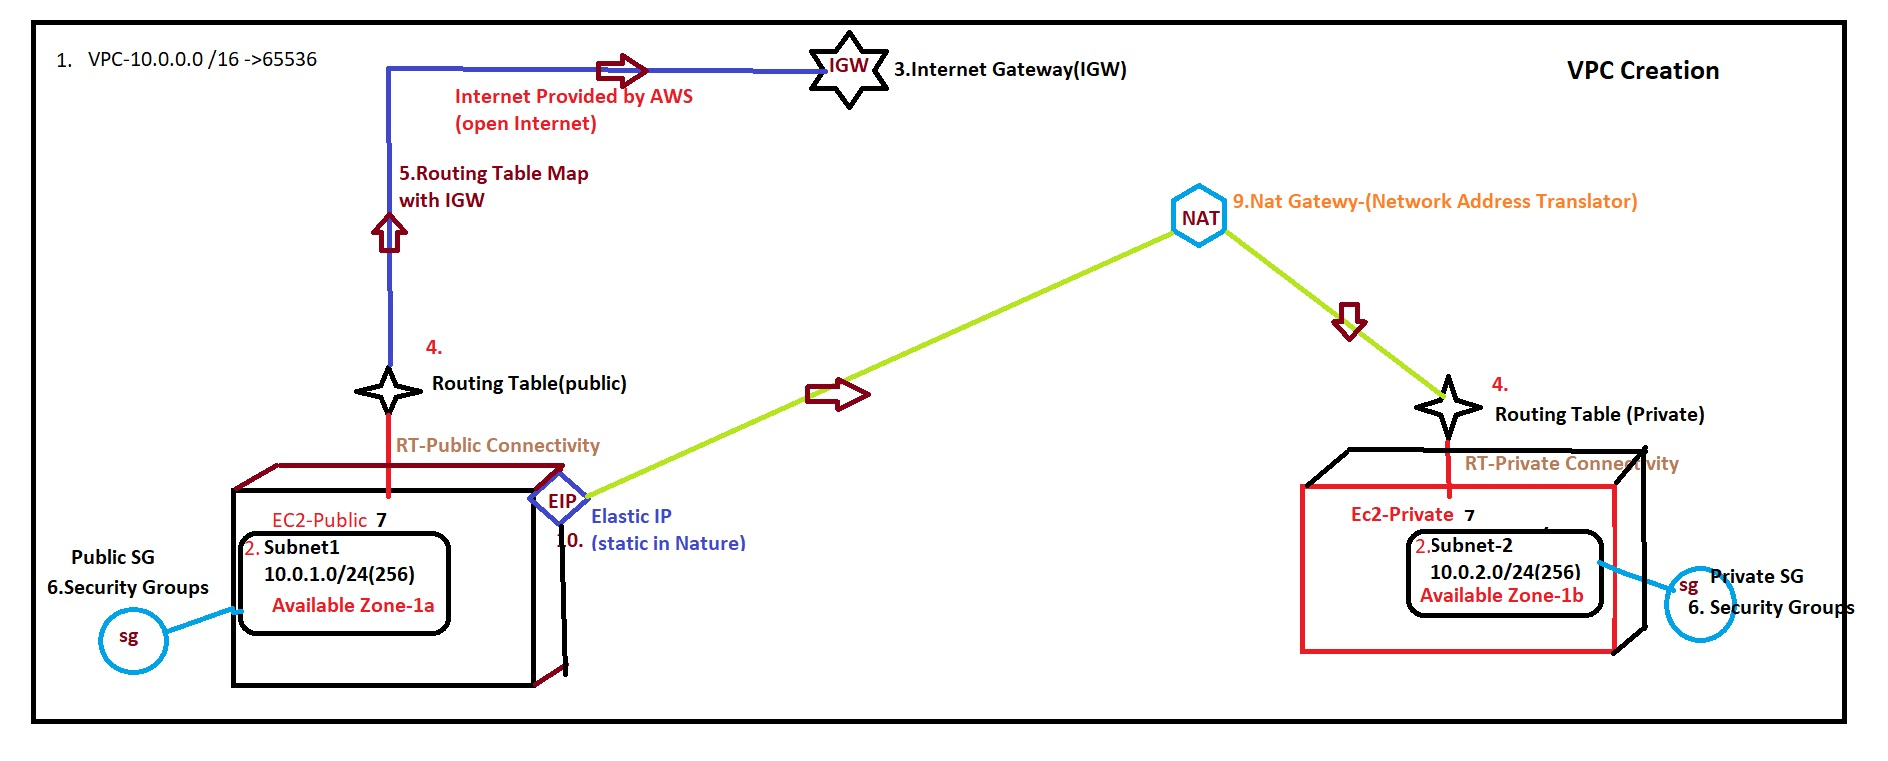 1. VPC-10.0.0.0 /16 ->65536
IGW
3.Internet Gateway(IGW)
VPC Creation
Internet Provided by AWS
(open Internet)
5.Routing Table Map
with IGW
NAT
9.Nat Gatewy-(Network Address Translator)
4.
Routing Table(public)
4.
Routing Table (Private)
RT-Public Connectivity
RT-Private Connectivity
EIP
Elastic IP
10. (static in Nature)
EC2-Public 7
2. Subnet1
10.0.1.0/24(256)
Available Zone-1a
Public SG
6.Security Groups
sg
Ec2-Private 7
2.Subnet-2
10.0.2.0/24(256)
Available Zone-1b
sg
Private SG
6. Security Groups